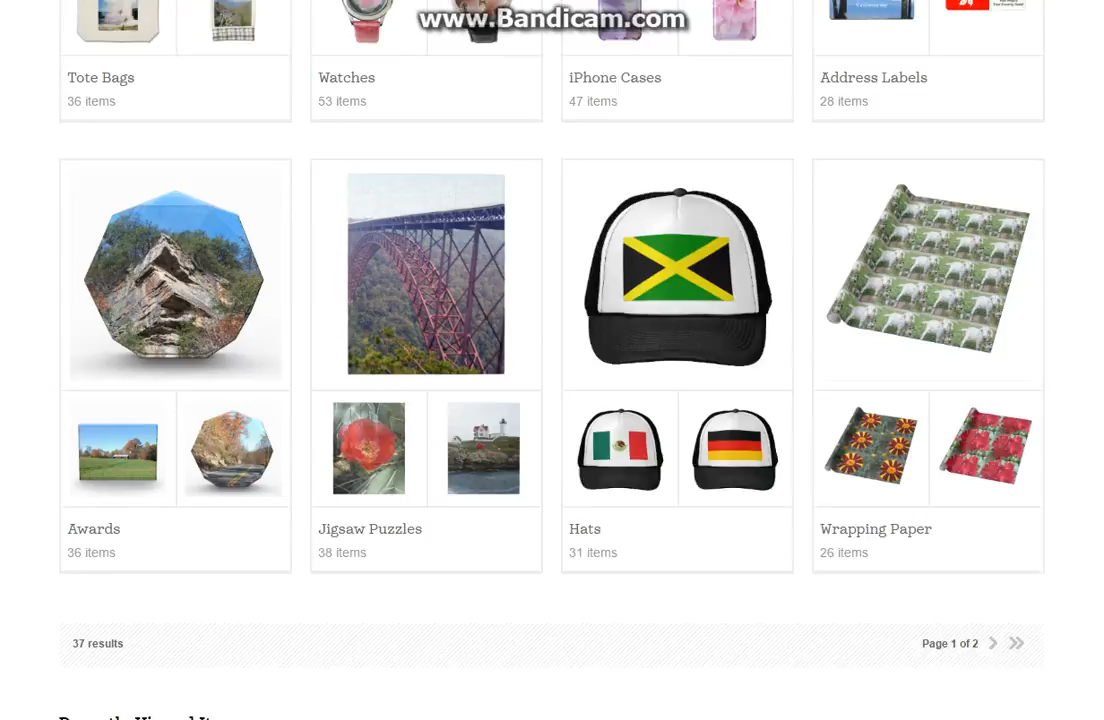 www.Bandicam.com
Tote Bags
36 items
Watches
53 items
iPhone Cases
47 items
Address Labels
28 items
Awards
36 items
Jigsaw Puzzles
38 items
Hats
31 items
Wrapping Paper
26 items
37 results
Page 1 of 2